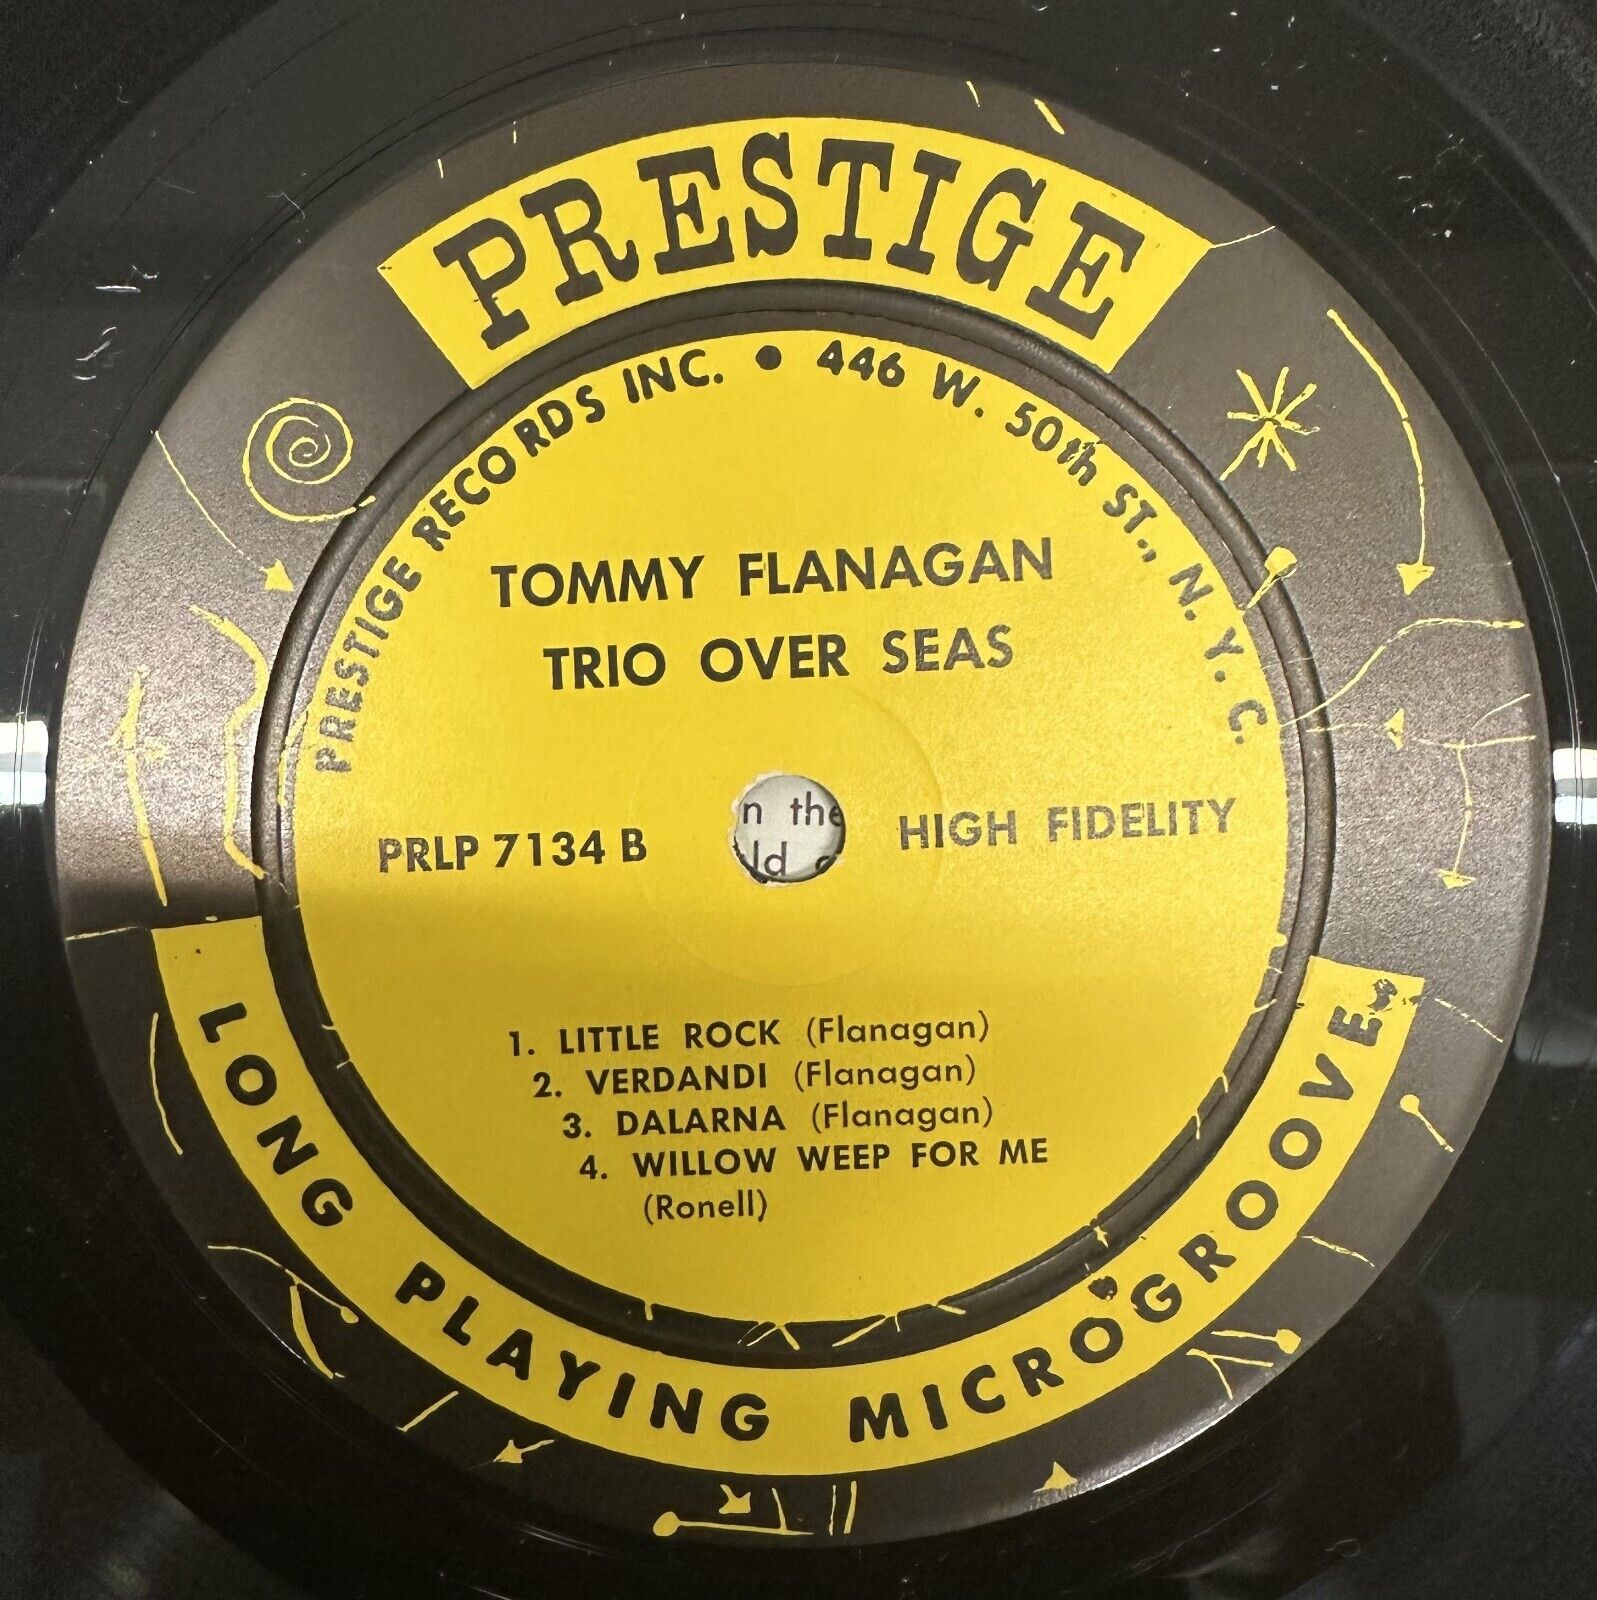 PRESTIGE
PRESTIGE RECORDS INC. • 446 W. 50th ST., N. Y. C.
TOMMY FLANAGAN
TRIO OVER SEAS
PRLP 7134 B
HIGH FIDELITY
n the
1. LITTLE ROCK (Flanagan)
2. VERDANDI (Flanagan)
3. DALARNA (Flanagan)
4. WILLOW WEEP FOR ME
(Ronell)
LONG PLAYING MICROGROOVE